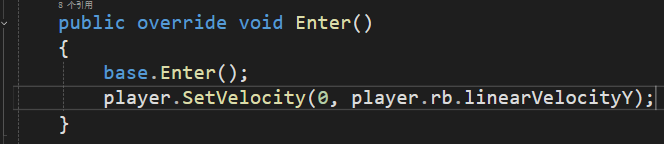 8 个引用
public override void Enter()
{
base.Enter();
player.SetVelocity(0, player.rb.linearVelocityY);
}